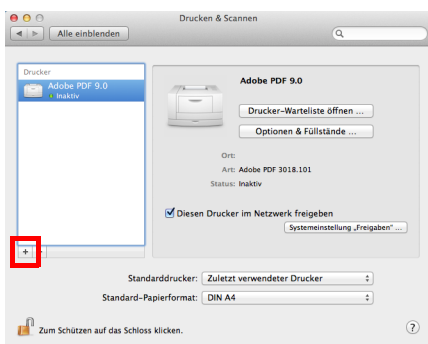 Drucken & Scannen
Alle einblenden
Drucker
Adobe PDF 9.0
Inaktiv
Adobe PDF 9.0
Drucker-Warteliste öffnen ...
Optionen & Füllstände ...
Ort:
Art: Adobe PDF 3018.101
Status: Inaktiv
Diesen Drucker im Netzwerk freigeben
Systemeinstellung „Freigaben“ ...
+
Standarddrucker: Zuletzt verwendeter Drucker
Standard-Papierformat: DIN A4
Zum Schützen auf das Schloss klicken.
?